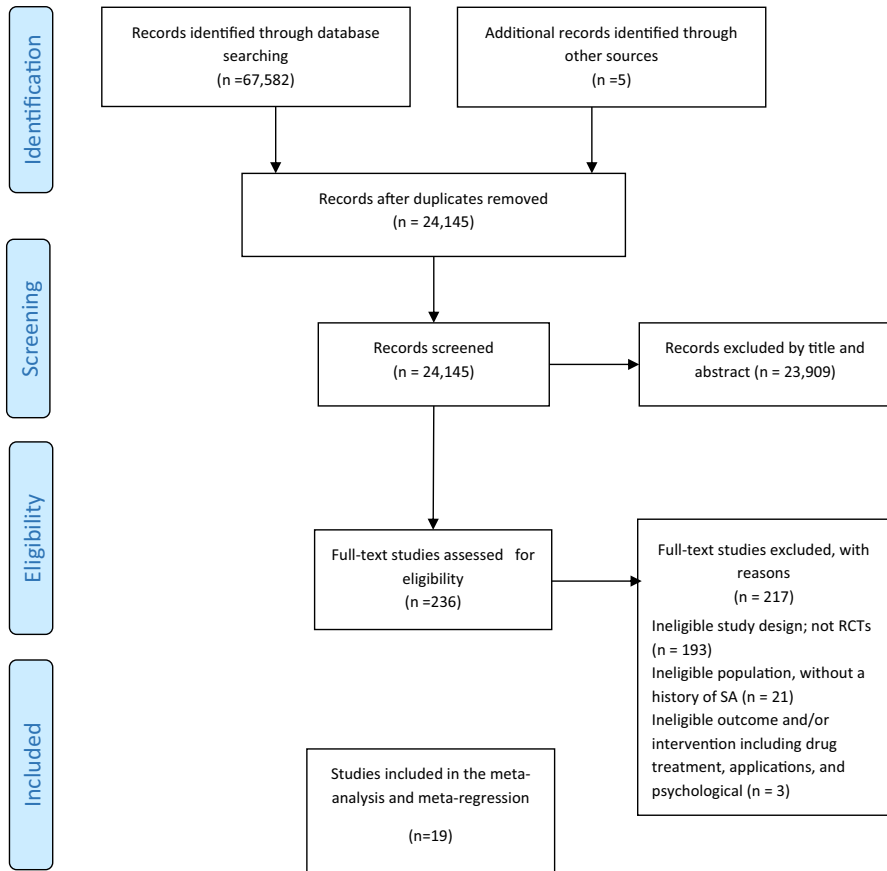 Identification
Records identified through database
searching
(n =67,582)
Additional records identified through
other sources
(n =5)
Records after duplicates removed
(n = 24,145)
Screening
Records screened
(n = 24,145)
Records excluded by title and
abstract (n = 23,909)
Eligibility
Full-text studies assessed for
eligibility
(n =236)
Full-text studies excluded, with
reasons
(n = 217)
Ineligible study design; not RCTs
(n = 193)
Ineligible population, without a
history of SA (n = 21)
Ineligible outcome and/or
intervention including drug
treatment, applications, and
psychological (n = 3)
Included
Studies included in the meta-
analysis and meta-regression
(n=19)